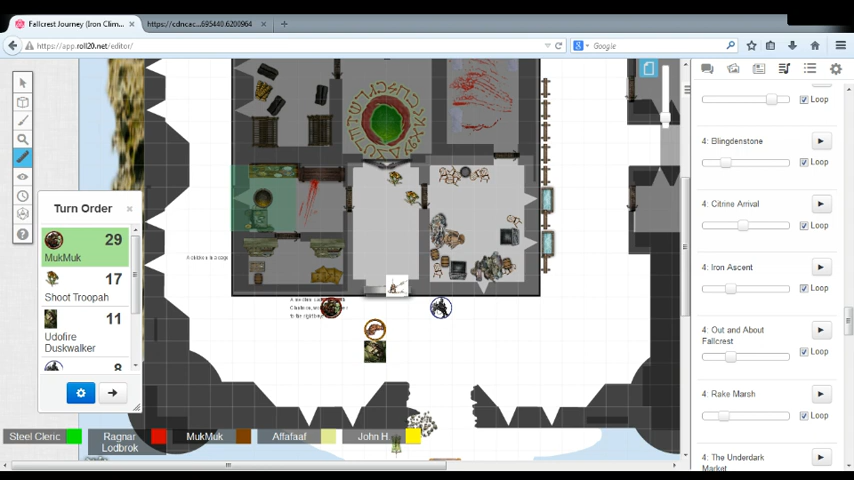 Fallcrest Journey (Iron Clim...
https://cdncac...695440.6200964
https://app.roll20.net/editor/
Google
Loop
4: Blingdenstone
Loop
4: Citrine Arrival
Loop
4: Iron Ascent
Loop
4: Out and About
Fallcrest
Loop
4: Rake Marsh
Loop
4: The Underdark
Market
Turn Order
29
MukMuk
17
Shoot Troopah
11
Udofire
Duskwalker
8
Steel Cleric
Ragnar
Lodbrok
MukMuk
Affafaaf
John H.